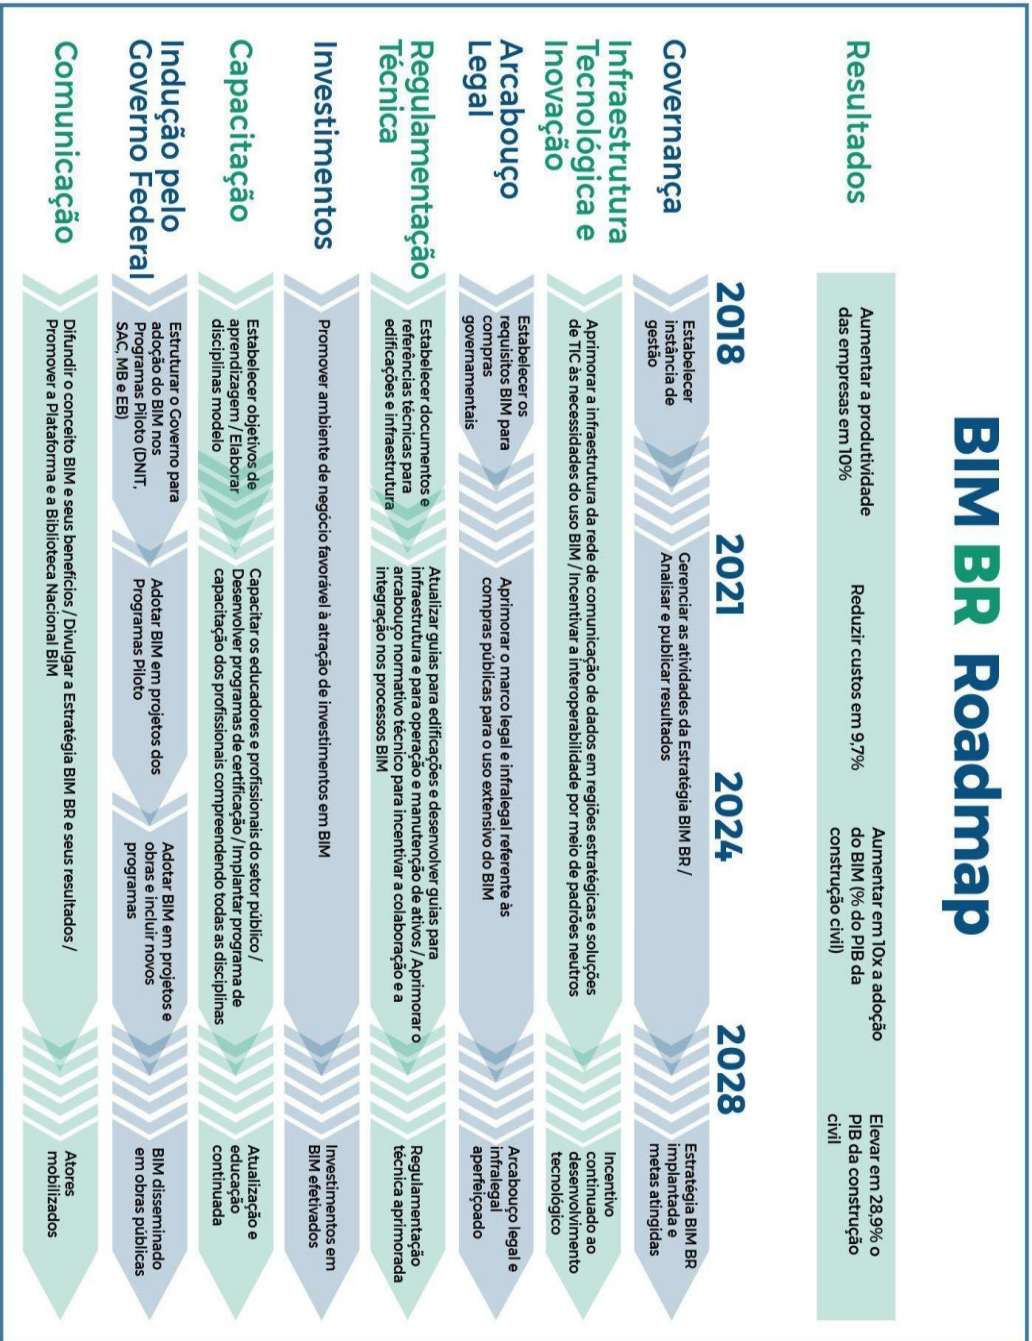 BIM BR Roadmap
Resultados
Aumentar a produtividade
das empresas em 10%
Reduzir custos em 9,7%
Aumentar em 10x a adoção
do BIM (% do PIB da
construção civil)
Elevar em 28,9% o
PIB da construção
civil
2018
2021
2024
2028
Governança
Estabelecer
instância de
gestão
Gerenciar as atividades da Estratégia BIM BR /
Analisar e publicar resultados
Estratégia BIM BR
implantada e
metas atingidas
Infraestrutura
Tecnológica e
Inovação
Aprimorar a infraestrutura da rede de comunicação de dados em regiões estratégicas e soluções
de TIC às necessidades do uso BIM / Incentivar a interoperabilidade por meio de padrões neutros
Incentivo
continuado ao
desenvolvimento
tecnológico
Arcabouço
Legal
Estabelecer os
requisitos BIM para
compras
governamentais
Aprimorar o marco legal e infralegal referente às
compras públicas para o uso extensivo do BIM
Arcabouço legal e
infralegal
aperfeiçoado
Regulamentação
Técnica
Estabelecer documentos e
referências técnicas para
edificações e infraestrutura
Atualizar guias para edificações e desenvolver guias para
infraestrutura e para operação e manutenção de ativos / Aprimorar o
arcabouço normativo técnico para incentivar a colaboração e a
integração nos processos BIM
Regulamentação
técnica aprimorada
Investimentos
Promover ambiente de negócio favorável à atração de investimentos em BIM
Investimentos em
BIM efetivados
Capacitação
Estabelecer objetivos de
aprendizagem / Elaborar
disciplinas modelo
Capacitar os educadores e profissionais do setor público /
Desenvolver programas de certificação / Implantar programa de
capacitação dos profissionais compreendendo todas as disciplinas
Atualização e
educação
continuada
Indução pelo
Governo Federal
Estruturar o Governo para
adoção do BIM nos
Programas Piloto (DNIT,
SAC, MB e EB)
Adotar BIM em projetos dos
Programas Piloto
Adotar BIM em projetos e
obras e incluir novos
programas
BIM disseminado
em obras públicas
Comunicação
Difundir o conceito BIM e seus benefícios / Divulgar a Estratégia BIM BR e seus resultados /
Promover a Plataforma e a Biblioteca Nacional BIM
Atores
mobilizados